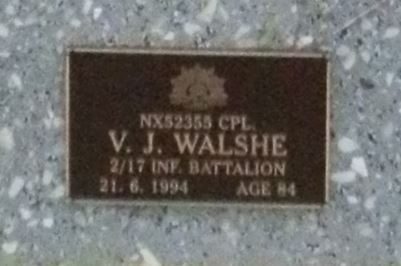 NX52355 CPL.
V. J. WALSHE
2/17 INF. BATTALION
21. 6. 1994 AGE 84